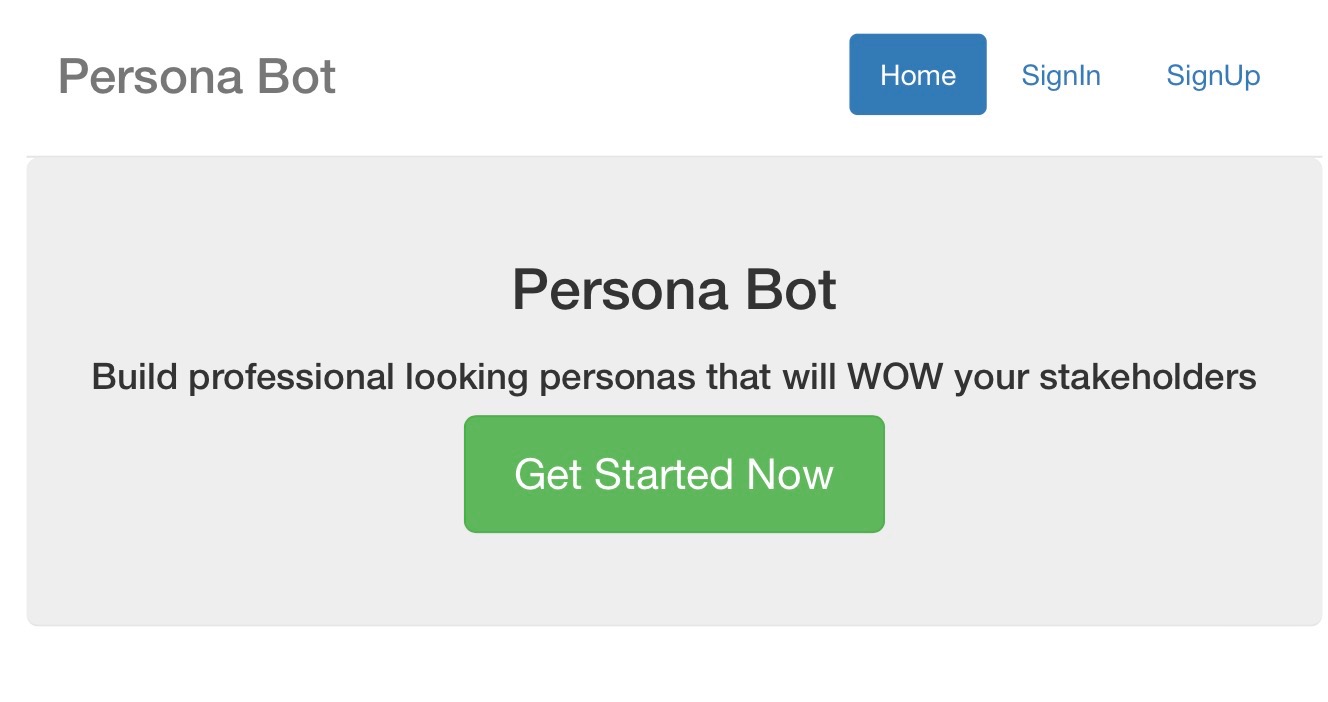 Persona Bot
Home SignIn SignUp
Persona Bot
Build professional looking personas that will WOW your stakeholders
Get Started Now